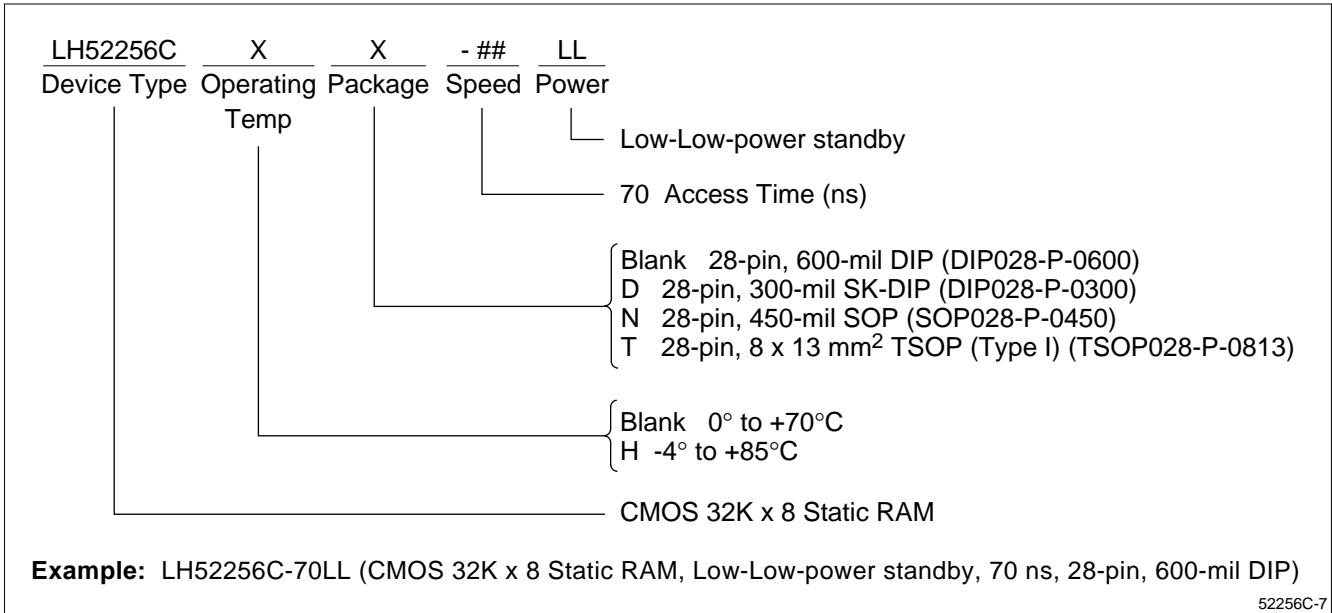 LH52256C X X - ## LL
Device Type Operating Temp Package Speed Power
Low-Low-power standby
70 Access Time (ns)
Blank 28-pin, 600-mil DIP (DIP028-P-0600)
D 28-pin, 300-mil SK-DIP (DIP028-P-0300)
N 28-pin, 450-mil SOP (SOP028-P-0450)
T 28-pin, 8 x 13 mm2 TSOP (Type I) (TSOP028-P-0813)
Blank 0° to +70°C
H -4° to +85°C
CMOS 32K x 8 Static RAM
Example: LH52256C-70LL (CMOS 32K x 8 Static RAM, Low-Low-power standby, 70 ns, 28-pin, 600-mil DIP)
52256C-7